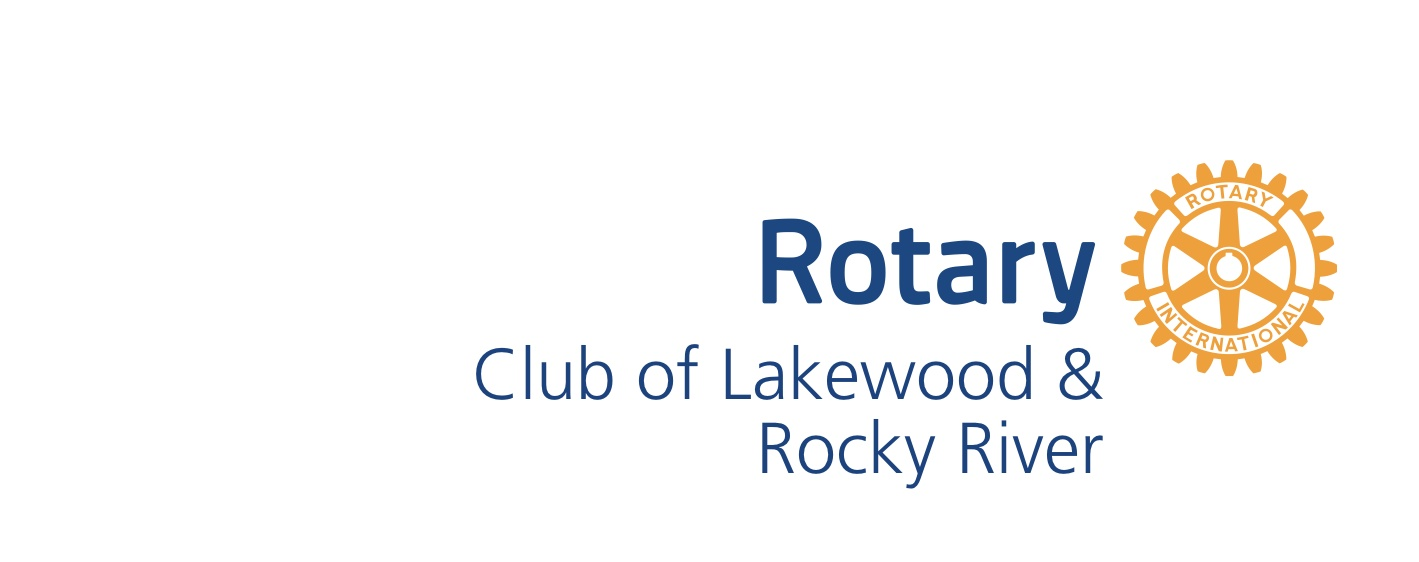 Rotary
Club of Lakewood &
Rocky River
ROTARY
INTERNATIONAL